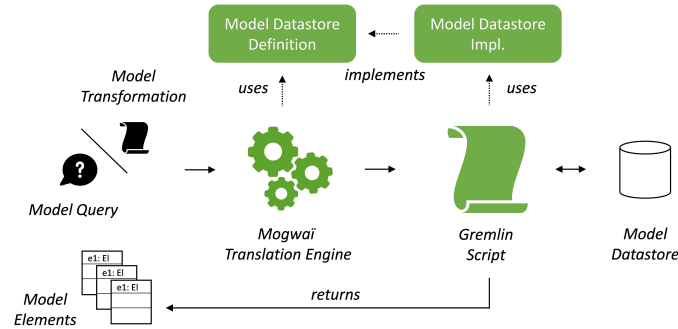 Model Datastore
Definition
Model Datastore
Impl.
implements
Model
Transformation
uses
uses
?
Model Query
Mogwaï
Translation Engine
Gremlin
Script
Model
Datastore
e1: El
e1: El
e1: El
Model
Elements
returns